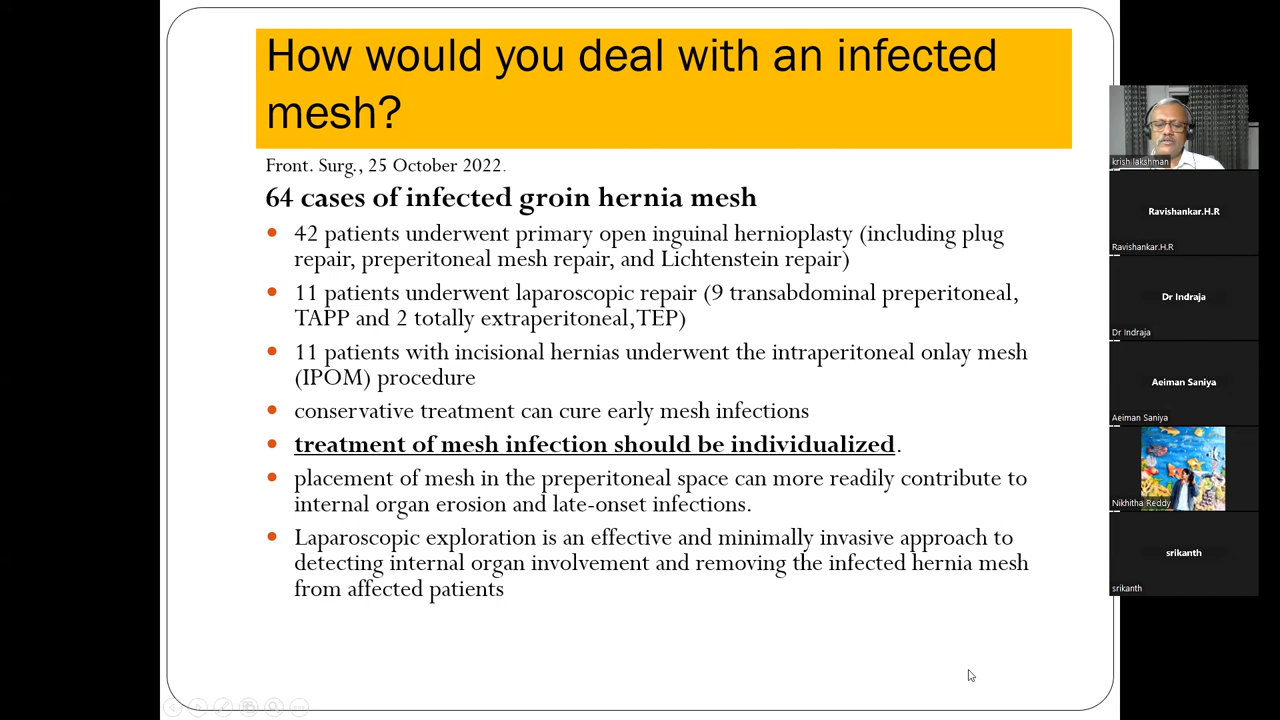 How would you deal with an infected
mesh?
Front. Surg., 25 October 2022.
64 cases of infected groin hernia mesh
42 patients underwent primary open inguinal hernioplasty (including plug
repair, preperitoneal mesh repair, and Lichtenstein repair)
11 patients underwent laparoscopic repair (9 transabdominal preperitoneal,
TAPP and 2 totally extraperitoneal,TEP)
11 patients with incisional hernias underwent the intraperitoneal onlay mesh
(IPOM) procedure
conservative treatment can cure early mesh infections
treatment of mesh infection should be individualized.
placement of mesh in the preperitoneal space can more readily contribute to
internal organ erosion and late-onset infections.
Laparoscopic exploration is an effective and minimally invasive approach to
detecting internal organ involvement and removing the infected hernia mesh
from affected patients
krish lakshman
Ravishankar.H.R
Ravishankar.H.R
Dr Indraja
Dr Indraja
Aeiman Saniya
Aeiman Saniya
Nikhitha Reddy
srikanth
srikanth